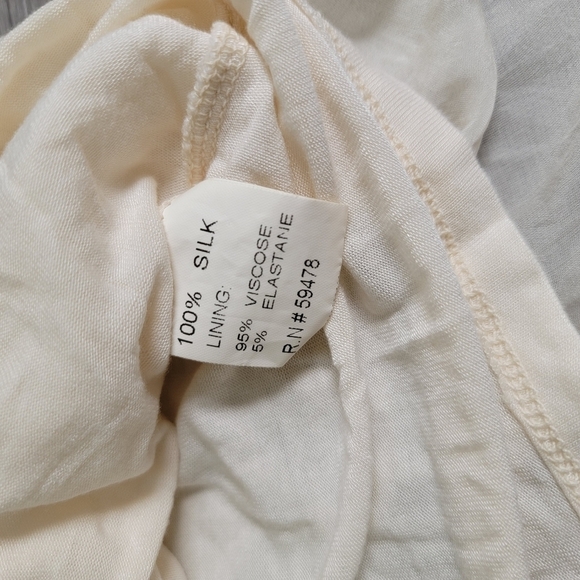 100% SILK
LINING:
95% VISCOSE
5% ELASTANE
R.N # 59478